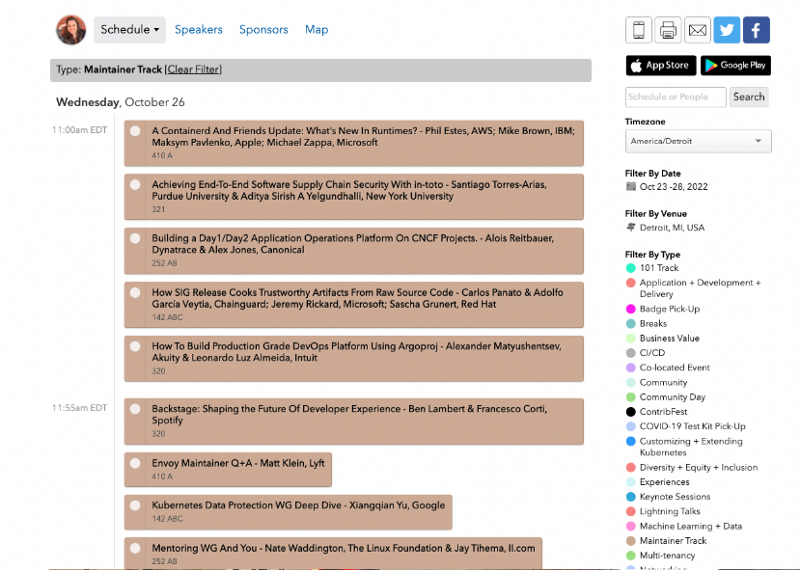 Schedule Speakers Sponsors Map
Type: Maintainer Track [Clear Filter]
Wednesday, October 26
11:00am EDT
A Containerd And Friends Update: What's New In Runtimes? - Phil Estes, AWS; Mike Brown, IBM;
Maksym Pavlenko, Apple; Michael Zappa, Microsoft
410 A
Achieving End-To-End Software Supply Chain Security With in-toto - Santiago Torres-Arias,
Purdue University & Aditya Sirish A Yelgundhalli, New York University
321
Building a Day1/Day2 Application Operations Platform On CNCF Projects. - Alois Reitbauer,
Dynatrace & Alex Jones, Canonical
252 AB
How SIG Release Cooks Trustworthy Artifacts From Raw Source Code - Carlos Panato & Adolfo
García Veytia, Chainguard; Jeremy Rickard, Microsoft; Sascha Grunert, Red Hat
142 ABC
How To Build Production Grade DevOps Platform Using Argoproj - Alexander Matyushentsev,
Akuity & Leonardo Luz Almeida, Intuit
320
11:55am EDT
Backstage: Shaping the Future Of Developer Experience - Ben Lambert & Francesco Corti,
Spotify
320
Envoy Maintainer Q+A - Matt Klein, Lyft
410 A
Kubernetes Data Protection WG Deep Dive - Xiangqian Yu, Google
142 ABC
Mentoring WG And You - Nate Waddington, The Linux Foundation & Jay Tihema, ll.com
252 AB
App Store Google Play
Schedule or People Search
Timezone
America/Detroit
Filter By Date
Oct 23 -28, 2022
Filter By Venue
Detroit, MI, USA
Filter By Type
101 Track
Application + Development +
Delivery
Badge Pick-Up
Breaks
Business Value
CI/CD
Co-located Event
Community
Community Day
ContribFest
COVID-19 Test Kit Pick-Up
Customizing + Extending
Kubernetes
Diversity + Equity + Inclusion
Experiences
Keynote Sessions
Lightning Talks
Machine Learning + Data
Maintainer Track
Multi-tenancy
Networking